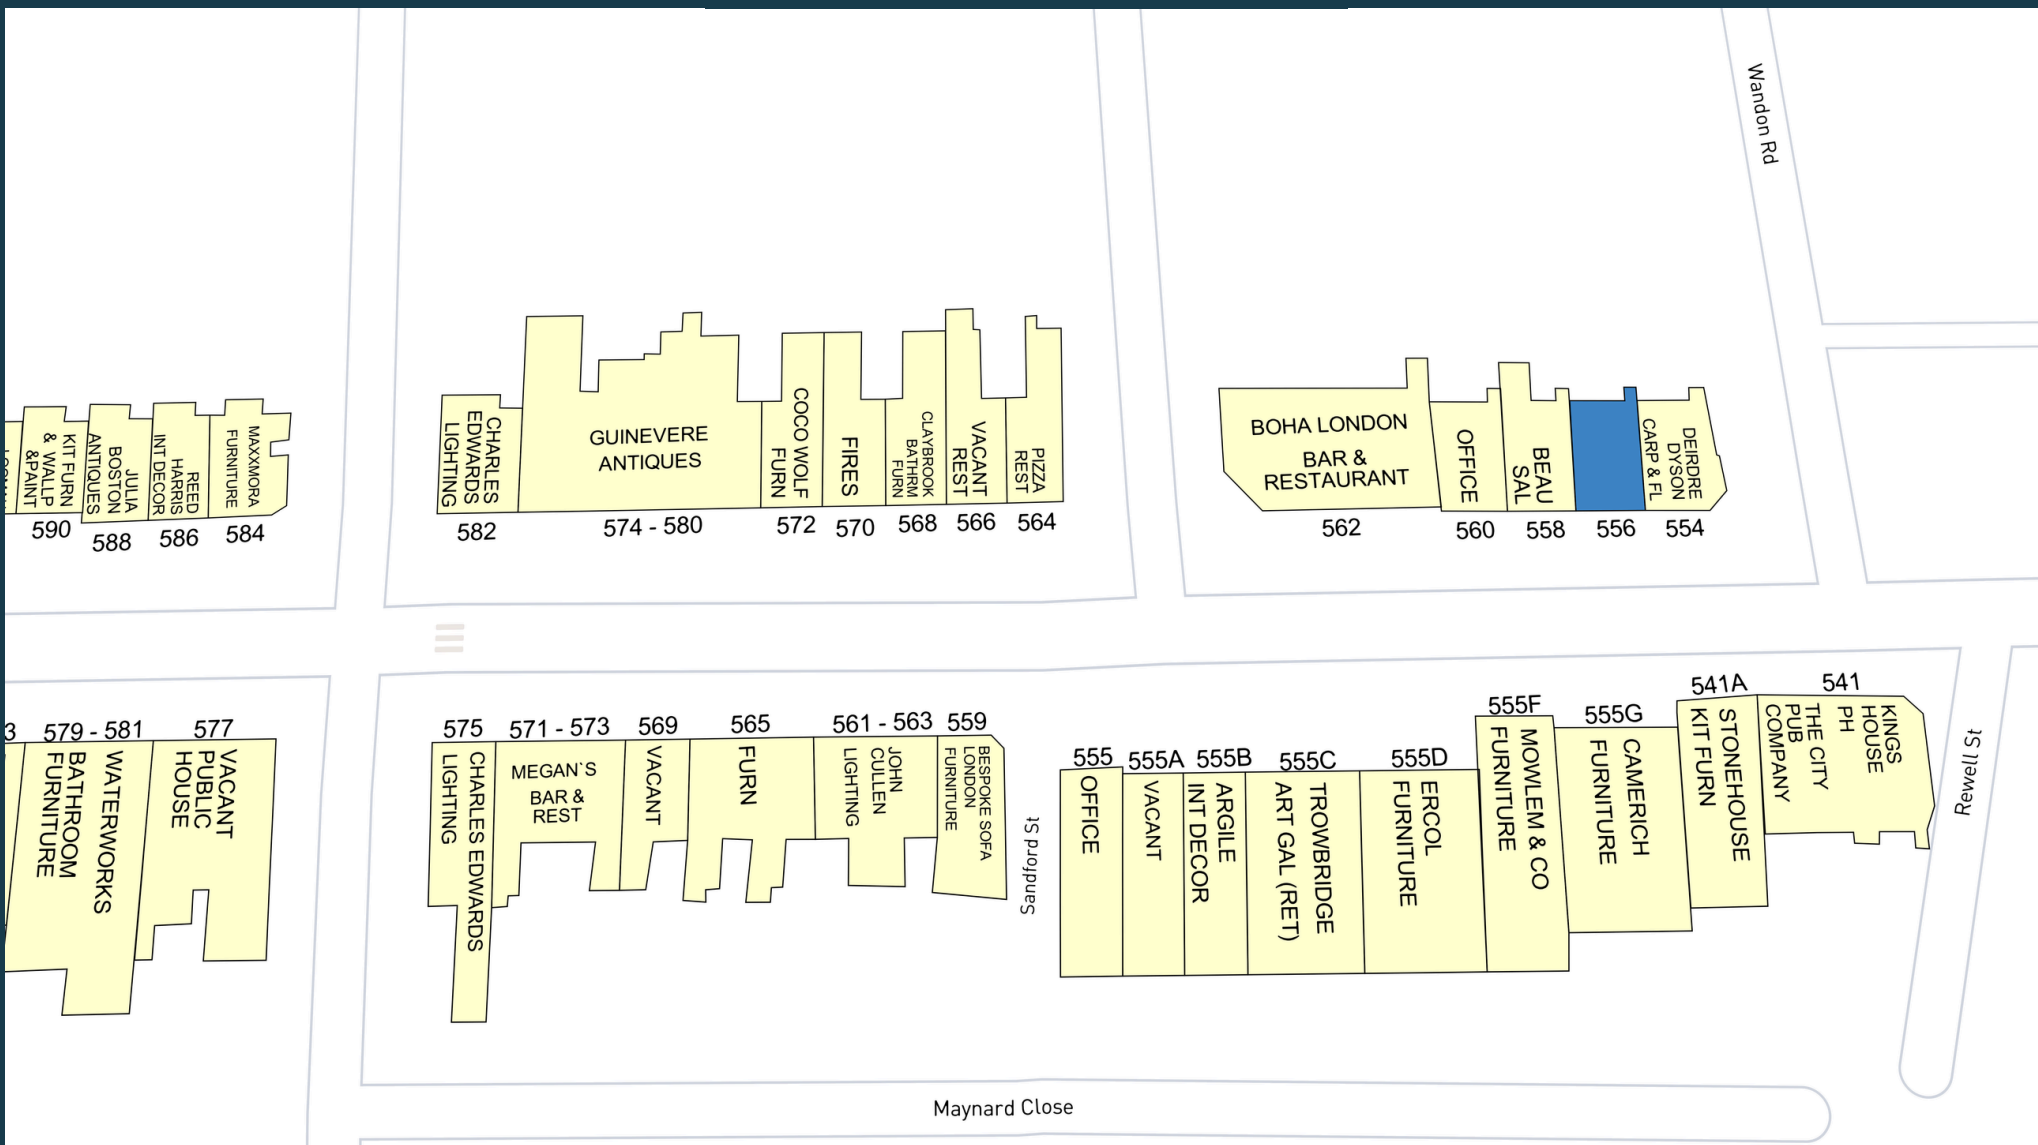 Wandon Rd
KIT FURN
& WALLP
&PAINT
590
JULIA
BOSTON
ANTIQUES
588
REED
HARRIS
INT DECOR
586
MAXXMORA
FURNITURE
584
CHARLES
EDWARDS
LIGHTING
582
GUINEVERE
ANTIQUES
574 - 580
COCO WOLF
FURN
572
FIRES
570
CLAYBROOK
BATHRM
FURN
568
VACANT
REST
566
PIZZA
REST
564
BOHA LONDON
BAR &
RESTAURANT
562
OFFICE
560
BEAU
SAL
558
556
DEIRDRE
DYSON
CARP & FL
554
3
579 - 581
WATERWORKS
BATHROOM
FURNITURE
577
VACANT
PUBLIC
HOUSE
575
CHARLES EDWARDS
LIGHTING
571 - 573
MEGAN`S
BAR &
REST
569
VACANT
565
FURN
561 - 563
JOHN
CULLEN
LIGHTING
559
BESPOKE SOFA
LONDON
FURNITURE
Sandford St
555
OFFICE
555A
VACANT
555B
ARGILE
INT DECOR
555C
TROWBRIDGE
ART GAL (RET)
555D
ERCOL
FURNITURE
555F
MOWLEM & CO
FURNITURE
555G
CAMERICH
FURNITURE
541A
STONEHOUSE
KIT FURN
541
KINGS
HOUSE
PH
THE CITY
PUB
COMPANY
Rewell St
Maynard Close